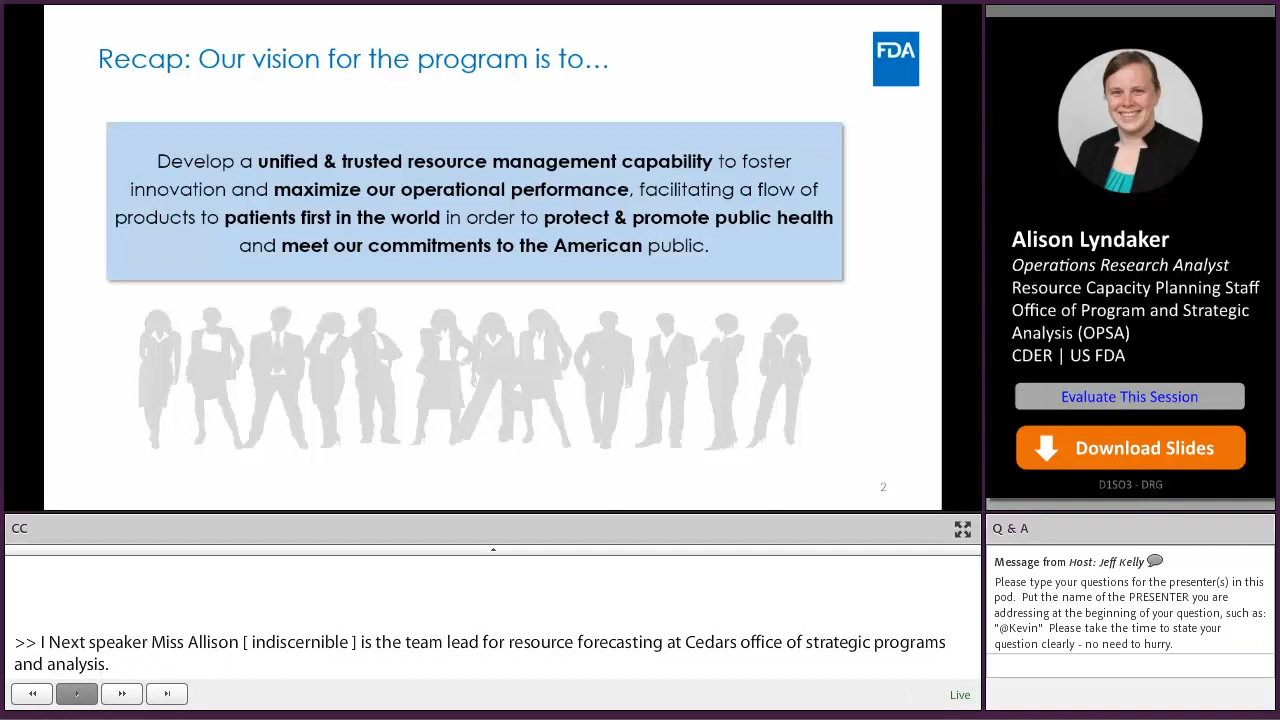 Recap: Our vision for the program is to…
FDA
Develop a unified & trusted resource management capability to foster
innovation and maximize our operational performance, facilitating a flow of
products to patients first in the world in order to protect & promote public health
and meet our commitments to the American public.
2
Alison Lyndaker
Operations Research Analyst
Resource Capacity Planning Staff
Office of Program and Strategic
Analysis (OPSA)
CDER | US FDA
Evaluate This Session
Download Slides
D1SO3 - DRG
CC
>> I Next speaker Miss Allison [ indiscernible ] is the team lead for resource forecasting at Cedars office of strategic programs
and analysis.
Live
Q & A
Message from Host: Jeff Kelly
Please type your questions for the presenter(s) in this
pod. Put the name of the PRESENTER you are
addressing at the beginning of your question, such as:
"@Kevin" Please take the time to state your
question clearly - no need to hurry.